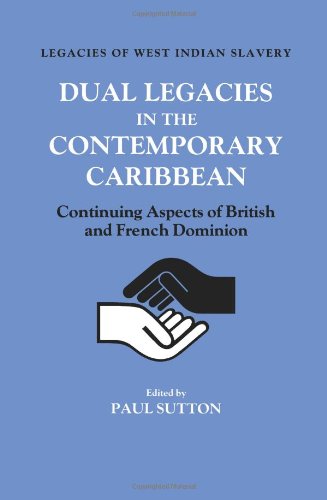 LEGACIES OF WEST INDIAN SLAVERY
DUAL LEGACIES
IN THE
CONTEMPORARY
CARIBBEAN
Continuing Aspects of British
and French Dominion
Edited by
PAUL SUTTON